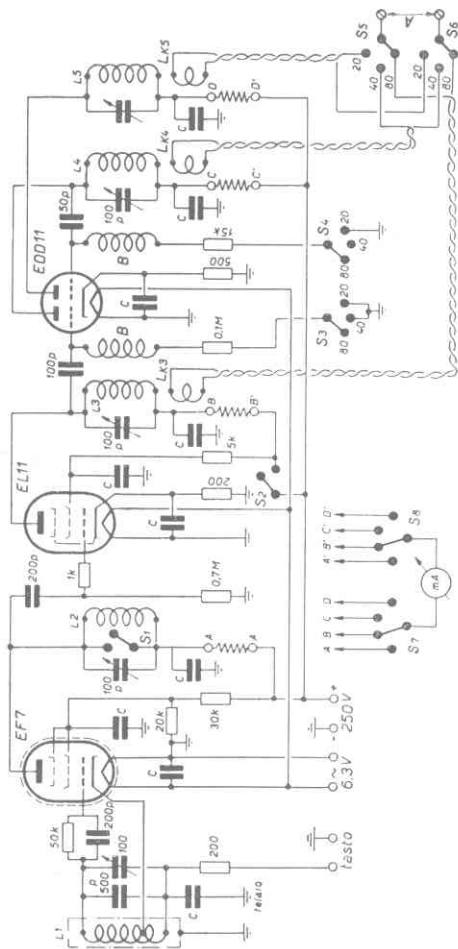 EF7
EL11
EDD11
L1
P
500
100
C
telaio
50k
200p
200
tasto
6.3V
~
-
250V
+
C
20k
30k
C
100
P
L2
S1
C
A
A
200p
1k
0,7M
C
200
5k
S2
C
100
P
L3
LK3
C
B
B'
100p
B
0,1M
S3
80
40
20
C
500
50p
B
15k
S4
80
40
20
100
P
L4
LK4
C
C
C'
L5
LK5
C
D
D'
S5
20
40
80
S6
20
40
80
A
A
B
C
D
S7
mA
A'
B'
C'
D'
S8